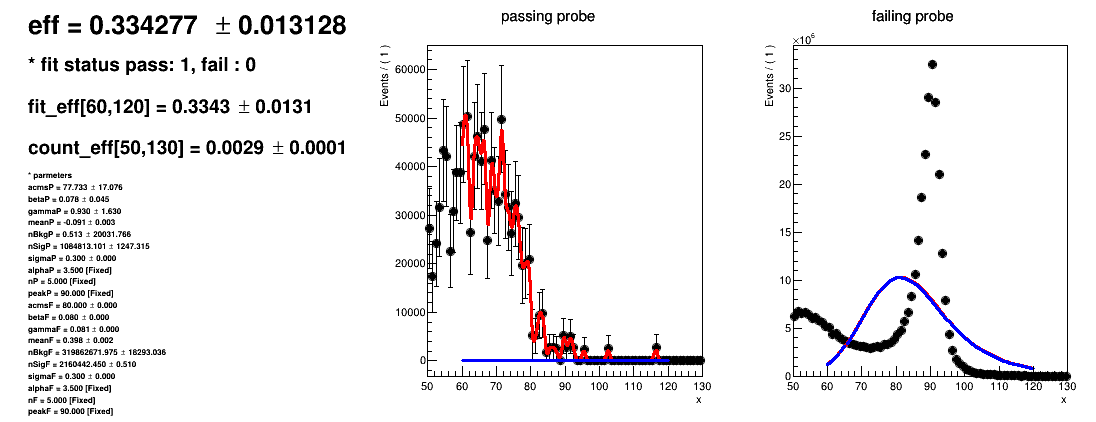 eff = 0.334277 ± 0.013128
* fit status pass: 1, fail : 0
fit_eff[60,120] = 0.3343 ± 0.0131
count_eff[50,130] = 0.0029 ± 0.0001
* parmeters
acmsP = 77.733 ± 17.076
betaP = 0.078 ± 0.045
gammaP = 0.930 ± 1.630
meanP = -0.091 ± 0.003
nBkgP = 0.513 ± 20031.766
nSigP = 1084813.101 ± 1247.315
sigmaP = 0.300 ± 0.000
alphaP = 3.500 [Fixed]
nP = 5.000 [Fixed]
peakP = 90.000 [Fixed]
acmsF = 80.000 ± 0.000
betaF = 0.080 ± 0.000
gammaF = 0.081 ± 0.000
meanF = 0.398 ± 0.002
nBkgF = 319862671.975 ± 18293.036
nSigF = 2160442.450 ± 0.510
sigmaF = 0.300 ± 0.000
alphaF = 3.500 [Fixed]
nF = 5.000 [Fixed]
peakF = 90.000 [Fixed]
passing probe
Events / ( 1 )
60000
50000
40000
30000
20000
10000
0
50 60 70 80 90 100 110 120 130
x
failing probe
×10⁶
Events / ( 1 )
30
25
20
15
10
5
0
50 60 70 80 90 100 110 120 130
x